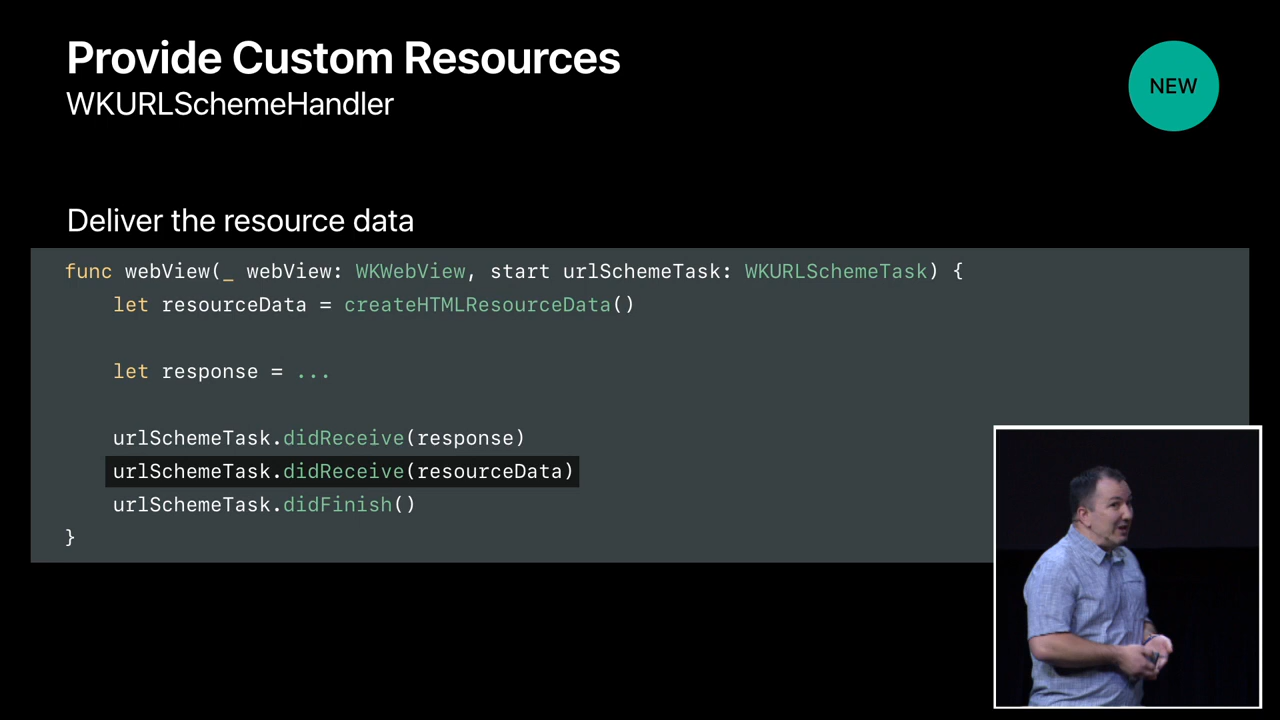 Provide Custom Resources
WKURLSchemeHandler
NEW
Deliver the resource data
func webView(_ webView: WKWebView, start urlSchemeTask: WKURLSchemeTask) {
let resourceData = createHTMLResourceData()
let response = ...
urlSchemeTask.didReceive(response)
urlSchemeTask.didReceive(resourceData)
urlSchemeTask.didFinish()
}